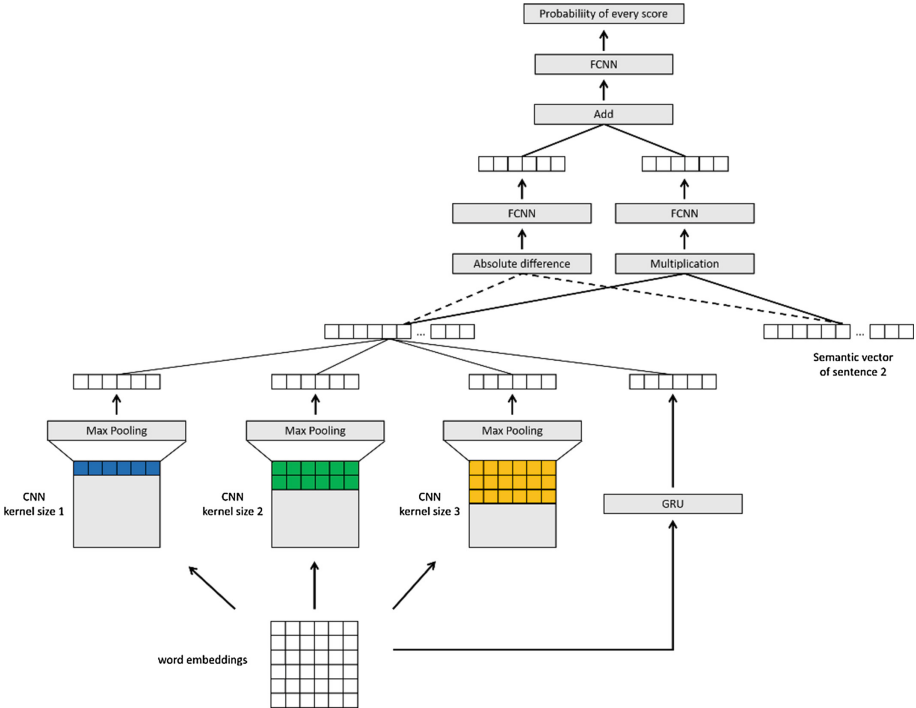 Probabiliity of every score
FCNN
Add
FCNN
FCNN
Absolute difference
Multiplication
...
...
Semantic vector
of sentence 2
Max Pooling
Max Pooling
Max Pooling
CNN
kernel size 1
CNN
kernel size 2
CNN
kernel size 3
GRU
word embeddings